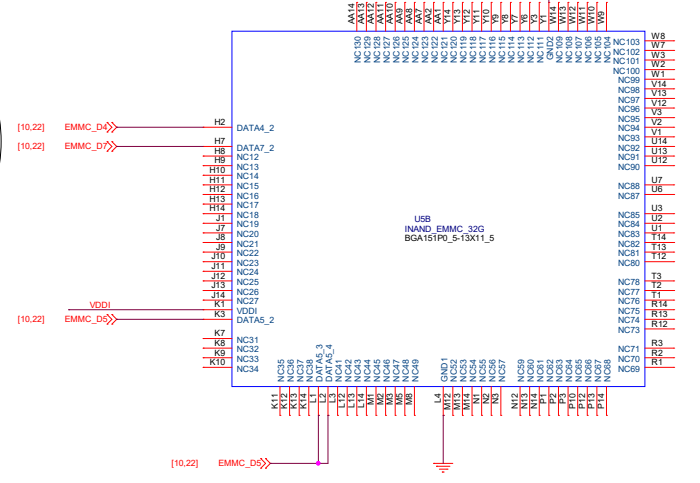 AA14 AA13 AA12 AA11 AA10 AA9 AA8 AA7 AA2 AA1 Y14 Y13 Y12 Y11 Y10 Y9 Y8 Y7 Y6 Y3 Y1 W14 W13 W12 W11 W10 W9
NC130 NC129 NC128 NC127 NC126 NC125 NC124 NC123 NC122 NC121 NC120 NC119 NC118 NC117 NC116 NC115 NC114 NC113 NC112 NC111 GND2 NC109 NC108 NC107 NC106 NC105 NC104
NC103 W8
NC102 W7
NC101 W3
NC100 W2
NC99 W1
NC98 V14
NC97 V13
NC96 V12
NC95 V3
NC94 V2
NC93 V1
NC92 U14
NC91 U13
NC90 U12
NC88 U7
NC87 U6
NC85 U3
NC84 U2
NC83 U1
NC82 T14
NC81 T13
NC80 T12
NC78 T3
NC77 T2
NC76 T1
NC75 R14
NC74 R13
NC73 R12
NC71 R3
NC70 R2
NC69 R1
[10,22] EMMC_D4 H2 DATA4_2
[10,22] EMMC_D7 H7 DATA7_2
H8 NC12
H9 NC13
H10 NC14
H11 NC15
H12 NC16
H13 NC17
H14 NC18
J1 NC19
J7 NC20
J8 NC21
J9 NC22
J10 NC23
J11 NC24
J12 NC25
J13 NC26
J14 NC27
VDDI K1 VDDI
[10,22] EMMC_D5 K3 DATA5_2
K7 NC31
K8 NC32
K9 NC33
K10 NC34
U5B
INAND_EMMC_32G
BGA151P0_5-13X11_5
NC35 NC36 NC37 NC38 DATA5_3 DATA5_4 NC41 NC42 NC43 NC44 NC45 NC46 NC47 NC48 NC49 GND1 NC52 NC53 NC54 NC55 NC56 NC57 NC59 NC60 NC61 NC62 NC63 NC64 NC65 NC66 NC67 NC68
K11 K12 K13 K14 L1 L2 L3 L12 L13 L14 M1 M2 M3 M5 M8 L4 M12 M13 M14 N1 N2 N3 N12 N13 N14 P1 P2 P3 P10 P12 P13 P14
[10,22] EMMC_D5